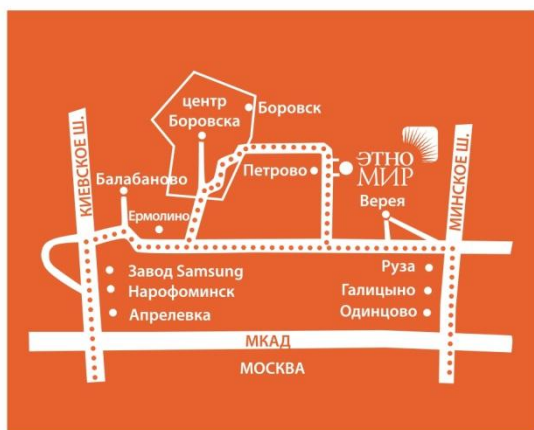 центр
Боровска
Боровск
КИЕВСКОЕ Ш.
Балабаново
Ермолино
Петрово
ЭТНО
МИР
Верея
МИНСКОЕ Ш.
Завод Samsung
Нарофоминск
Апрелевка
Руза
Галицыно
Одинцово
МКАД
МОСКВА